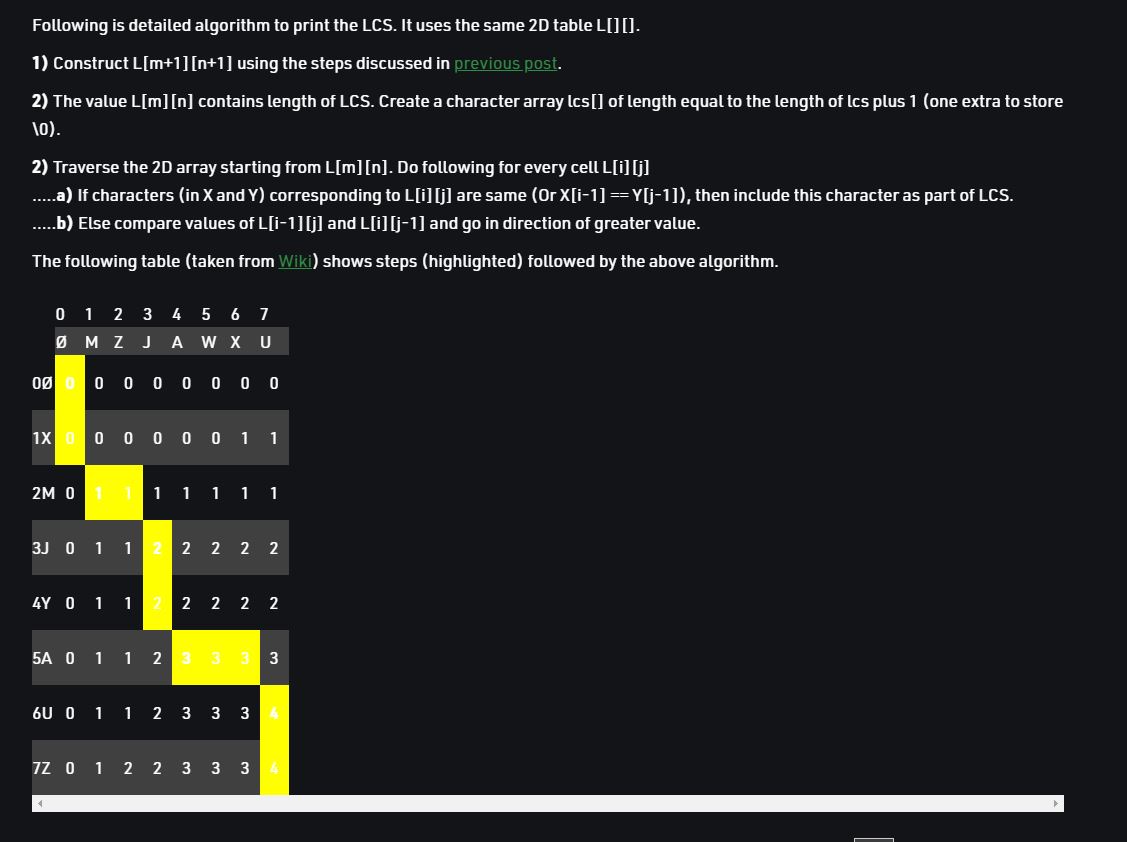 Following is detailed algorithm to print the LCS. It uses the same 2D table L[][].
1) Construct L[m+1][n+1] using the steps discussed in previous post.
2) The value L[m][n] contains length of LCS. Create a character array lcs[] of length equal to the length of lcs plus 1 (one extra to store
\0).
2) Traverse the 2D array starting from L[m][n]. Do following for every cell L[i][j]
.....a) If characters (in X and Y) corresponding to L[i][j] are same (Or X[i-1] == Y[j-1]), then include this character as part of LCS.
.....b) Else compare values of L[i-1][j] and L[i][j-1] and go in direction of greater value.
The following table (taken from Wiki) shows steps (highlighted) followed by the above algorithm.
0 1 2 3 4 5 6 7
Ø M Z J A W X U
0Ø 0 0 0 0 0 0 0 0
1X 0 0 0 0 0 0 1 1
2M 0 1 1 1 1 1 1 1
3J 0 1 1 2 2 2 2 2
4Y 0 1 1 2 2 2 2 2
5A 0 1 1 2 3 3 3 3
6U 0 1 1 2 3 3 3 4
7Z 0 1 2 2 3 3 3 4